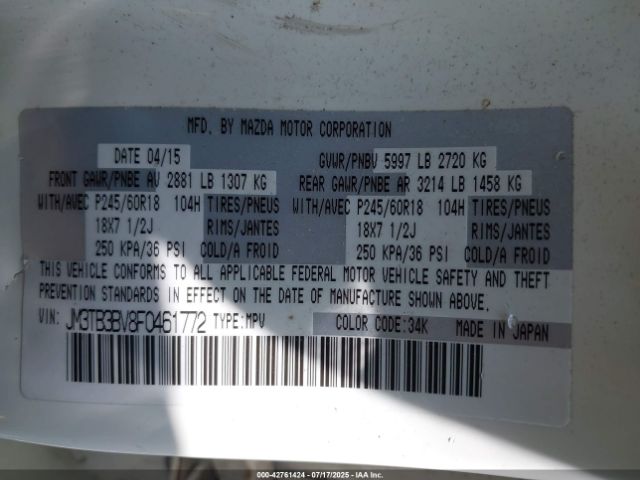 MFD. BY MAZDA MOTOR CORPORATION
DATE 04/15 GVWR/PNBV 5997 LB 2720 KG
FRONT GAWR/PNBE AV 2881 LB 1307 KG REAR GAWR/PNBE AR 3214 LB 1458 KG
WITH/AVEC P245/60R18 104H TIRES/PNEUS WITH/AVEC P245/60R18 104H TIRES/PNEUS
18X7 1/2J RIMS/JANTES 18X7 1/2J RIMS/JANTES
250 KPA/36 PSI COLD/A FROID 250 KPA/36 PSI COLD/A FROID
THIS VEHICLE CONFORMS TO ALL APPLICABLE FEDERAL MOTOR VEHICLE SAFETY AND THEFT
PREVENTION STANDARDS IN EFFECT ON THE DATE OF MANUFACTURE SHOWN ABOVE.
VIN: JM3TB3BV8F0461772 TYPE: MPV COLOR CODE: 34K MADE IN JAPAN
000-42761424 - 07/17/2025 - IAA Inc.